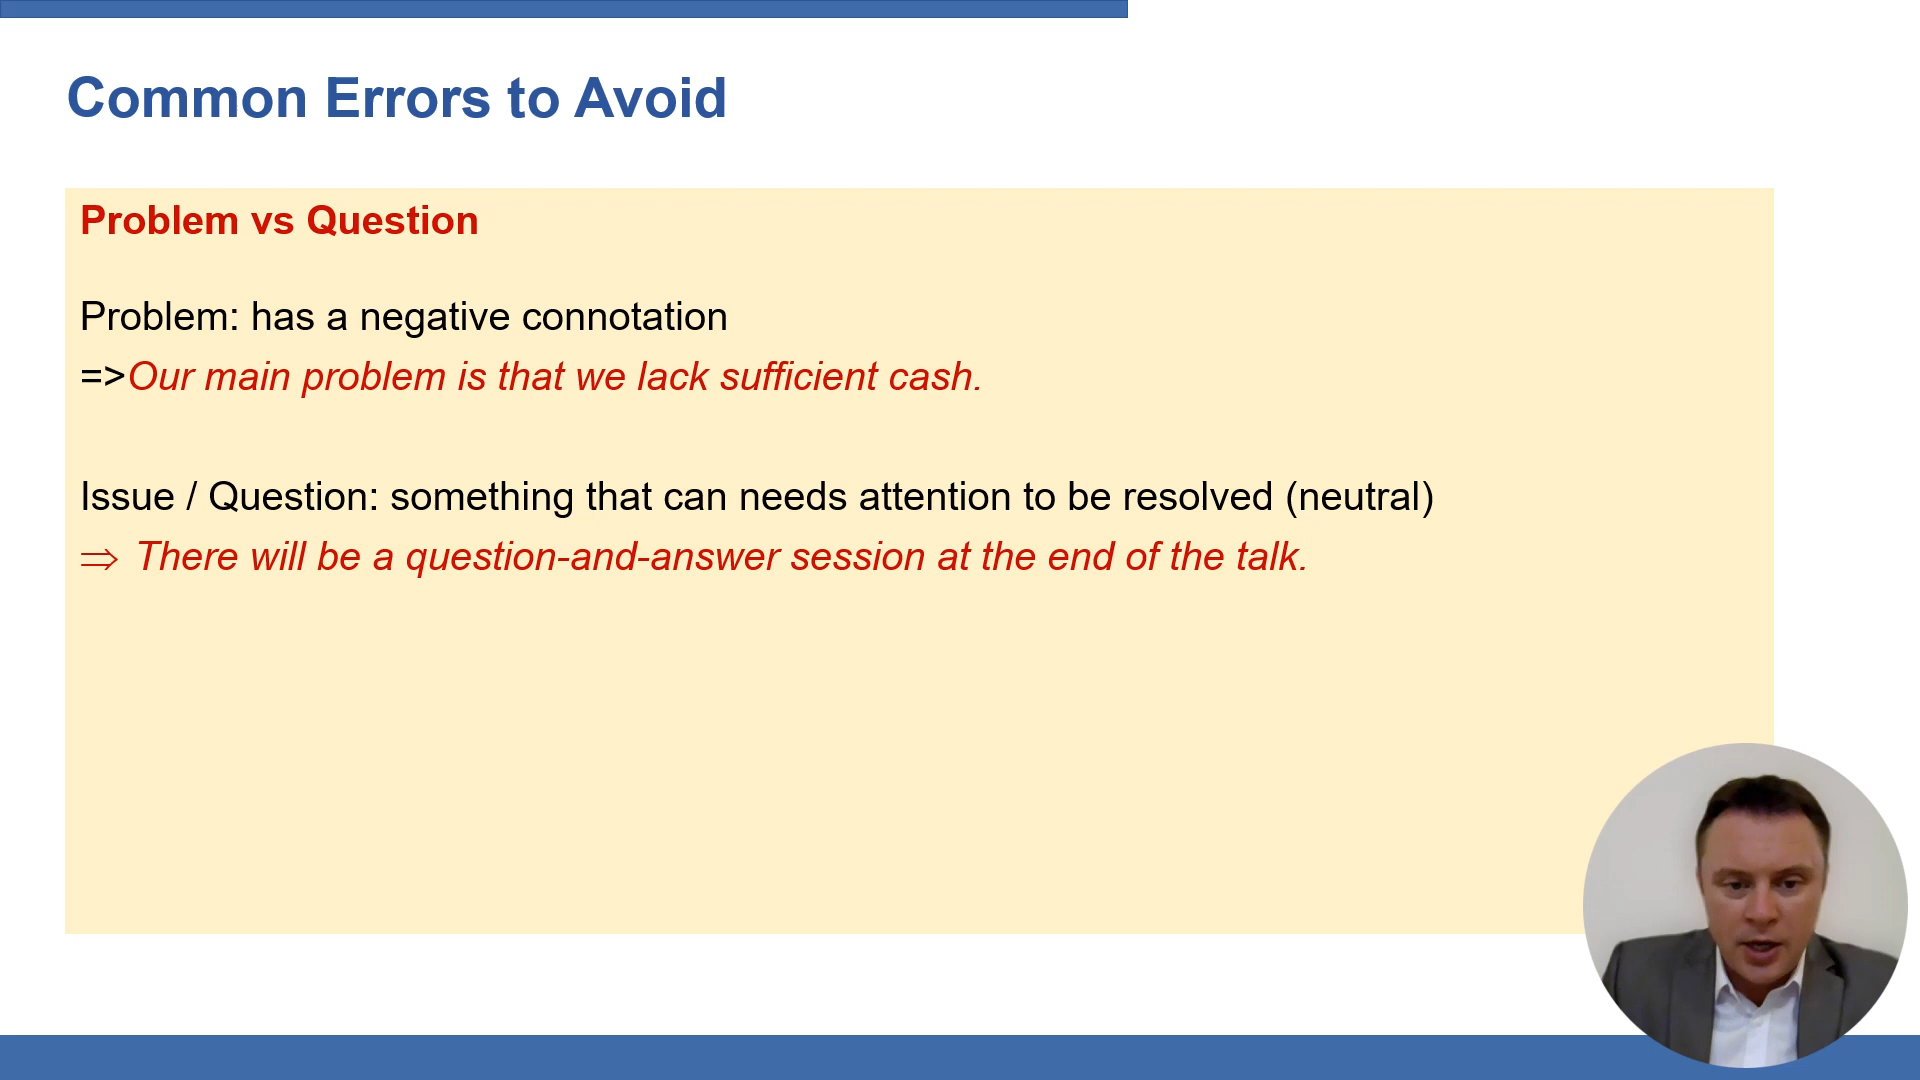 Common Errors to Avoid
Problem vs Question
Problem: has a negative connotation
=>Our main problem is that we lack sufficient cash.
Issue / Question: something that can needs attention to be resolved (neutral)
⇒ There will be a question-and-answer session at the end of the talk.